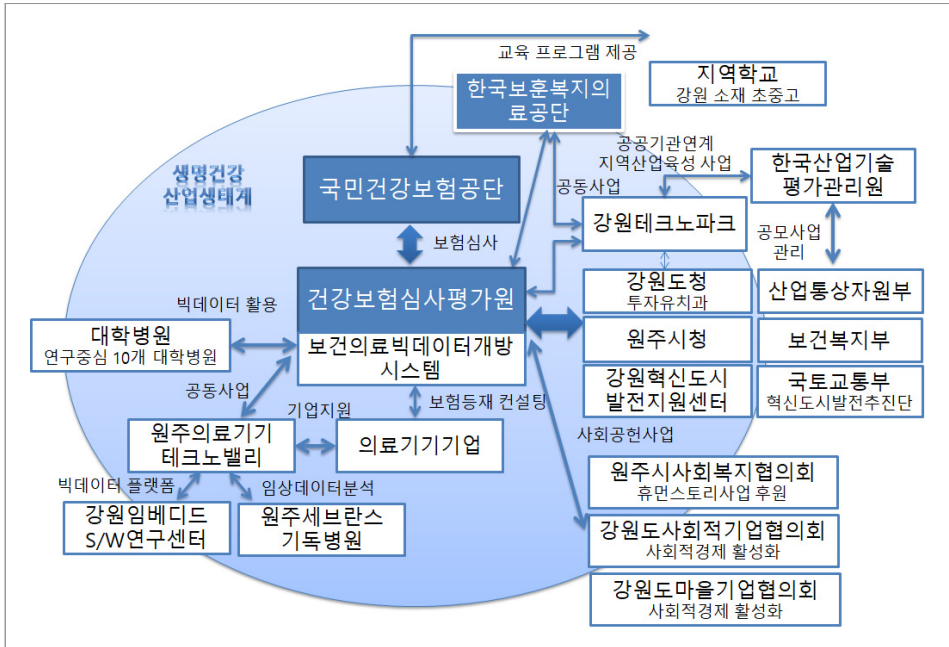 교육 프로그램 제공
지역학교
강원 소재 초중고
한국보훈복지의
료공단
생명건강
산업생태계
공공기관연계
지역산업육성 사업
한국산업기술
평가관리원
국민건강보험공단
공동사업
강원테크노파크
보험심사
공모사업
관리
건강보험심사평가원
강원도청
투자유치과
산업통상자원부
빅데이터 활용
대학병원
연구중심 10개 대학병원
보건의료빅데이터개방
시스템
원주시청
보건복지부
공동사업
기업지원
보험등재 컨설팅
강원혁신도시
발전지원센터
국토교통부
혁신도시발전추진단
사회공헌사업
원주의료기기
테크노밸리
의료기기기업
원주시사회복지협의회
휴먼스토리사업 후원
빅데이터 플랫폼
임상데이터분석
강원임베디드
S/W연구센터
원주세브란스
기독병원
강원도사회적기업협의회
사회적경제 활성화
강원도마을기업협의회
사회적경제 활성화